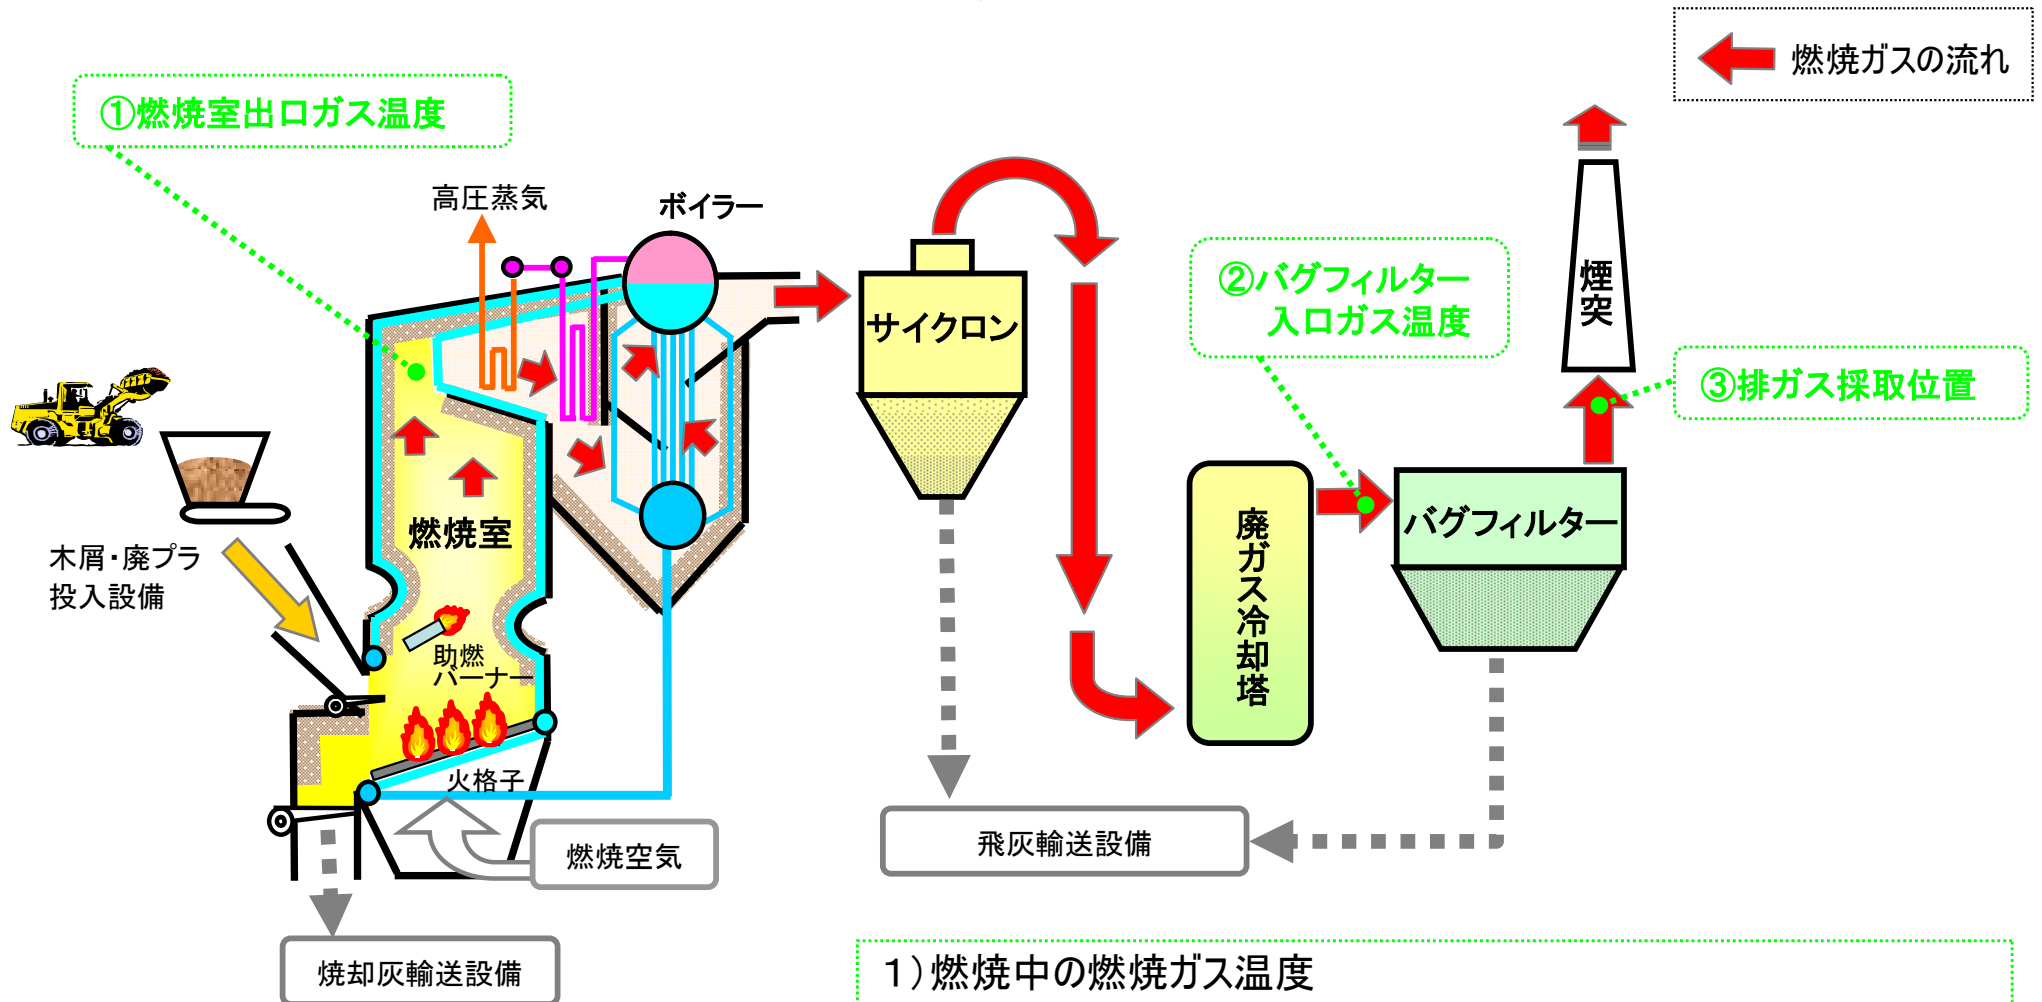 燃焼ガスの流れ
①燃焼室出口ガス温度
高圧蒸気
ボイラー
サイクロン
②バグフィルター
入口ガス温度
煙突
③排ガス採取位置
燃焼室
廃ガス冷却塔
バグフィルター
木屑・廃プラ
投入設備
助燃
バーナー
火格子
燃焼空気
飛灰輸送設備
焼却灰輸送設備
1)燃焼中の燃焼ガス温度